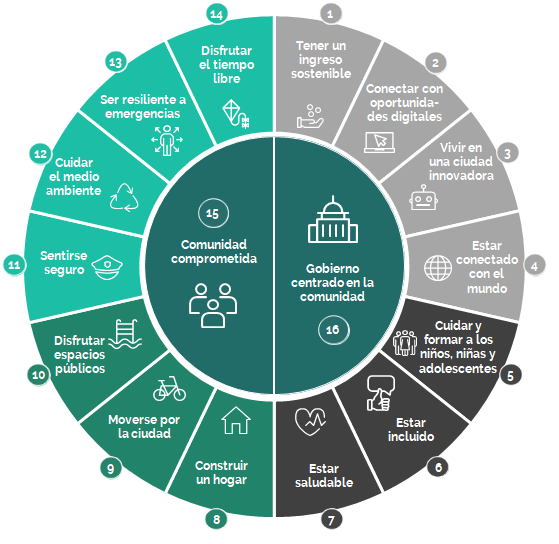 1
Tener un
ingreso
sostenible
2
Conectar con
oportunida-
des digitales
3
Vivir en
una ciudad
innovadora
4
Estar
conectado
con el
mundo
5
Cuidar y
formar a los
niños, niñas y
adolescentes
6
Estar
incluido
7
Estar
saludable
8
Construir
un hogar
9
Moverse por
la ciudad
10
Disfrutar
espacios
públicos
11
Sentirse
seguro
12
Cuidar
el medio
ambiente
13
Ser resiliente a
emergencias
14
Disfrutar
el tiempo
libre
15
Comunidad
comprometida
Gobierno
centrado en la
comunidad
16